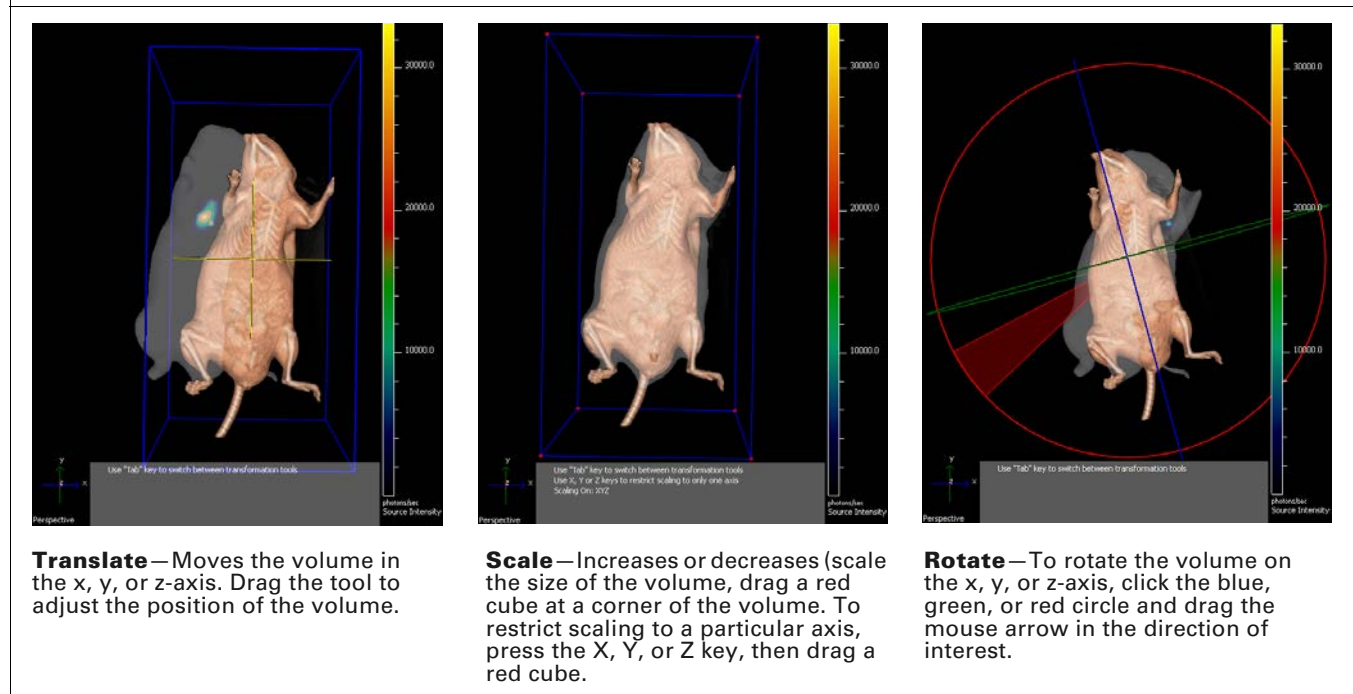 30000.0
20000.0
10000.0
y
z
x
Use "Tab" key to switch between transformation tools
photons/sec
Source Intensity
Perspective
30000.0
20000.0
10000.0
y
z
x
Use "Tab" key to switch between transformation tools
Use X, Y or Z keys to restrict scaling to only one axis
Scaling On: XYZ
photons/sec
Source Intensity
Perspective
30000.0
20000.0
10000.0
y
z
x
Use "Tab" key to switch between transformation tools
photons/sec
Source Intensity
Perspective
Translate—Moves the volume in
the x, y, or z-axis. Drag the tool to
adjust the position of the volume.
Scale—Increases or decreases (scale
the size of the volume, drag a red
cube at a corner of the volume. To
restrict scaling to a particular axis,
press the X, Y, or Z key, then drag a
red cube.
Rotate—To rotate the volume on
the x, y, or z-axis, click the blue,
green, or red circle and drag the
mouse arrow in the direction of
interest.